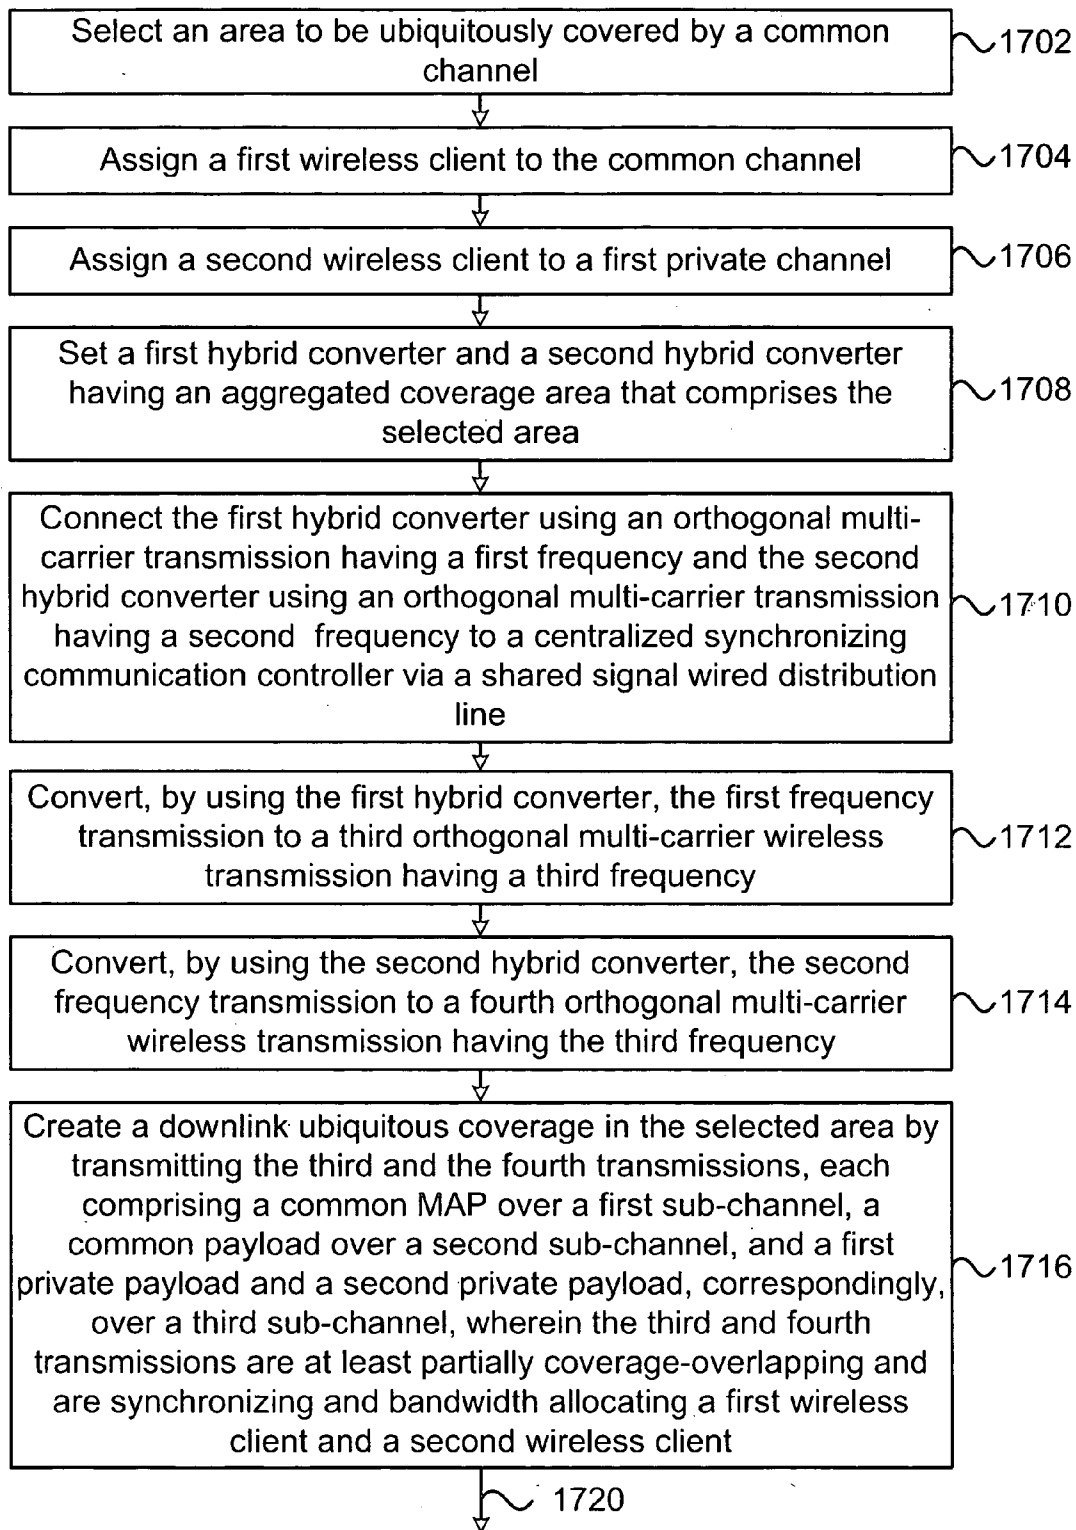 Select an area to be ubiquitously covered by a common
channel
1702
Assign a first wireless client to the common channel
1704
Assign a second wireless client to a first private channel
1706
Set a first hybrid converter and a second hybrid converter
having an aggregated coverage area that comprises the
selected area
1708
Connect the first hybrid converter using an orthogonal multi-
carrier transmission having a first frequency and the second
hybrid converter using an orthogonal multi-carrier transmission
having a second frequency to a centralized synchronizing
communication controller via a shared signal wired distribution
line
1710
Convert, by using the first hybrid converter, the first frequency
transmission to a third orthogonal multi-carrier wireless
transmission having a third frequency
1712
Convert, by using the second hybrid converter, the second
frequency transmission to a fourth orthogonal multi-carrier
wireless transmission having the third frequency
1714
Create a downlink ubiquitous coverage in the selected area by
transmitting the third and the fourth transmissions, each
comprising a common MAP over a first sub-channel, a
common payload over a second sub-channel, and a first
private payload and a second private payload, correspondingly,
over a third sub-channel, wherein the third and fourth
transmissions are at least partially coverage-overlapping and
are synchronizing and bandwidth allocating a first wireless
client and a second wireless client
1716
1720